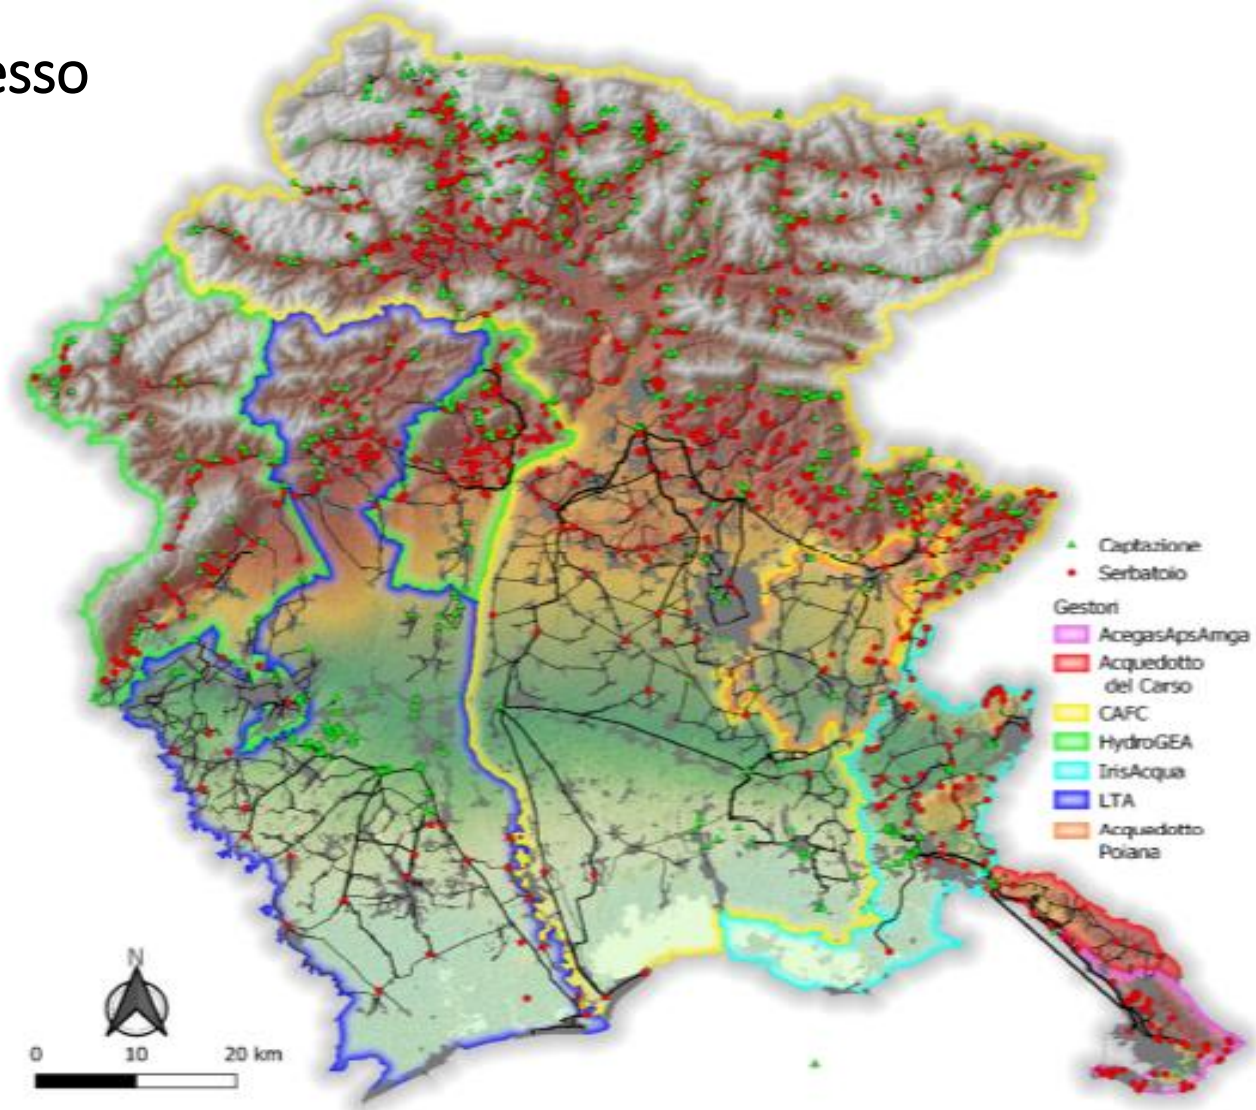 esso
Captazione
Serbatoio
Gestori
AcegasApsAmga
Acquedotto
del Carso
CAFC
HydroGEA
IrisAcqua
LTA
Acquedotto
Poiana
N
0 10 20 km